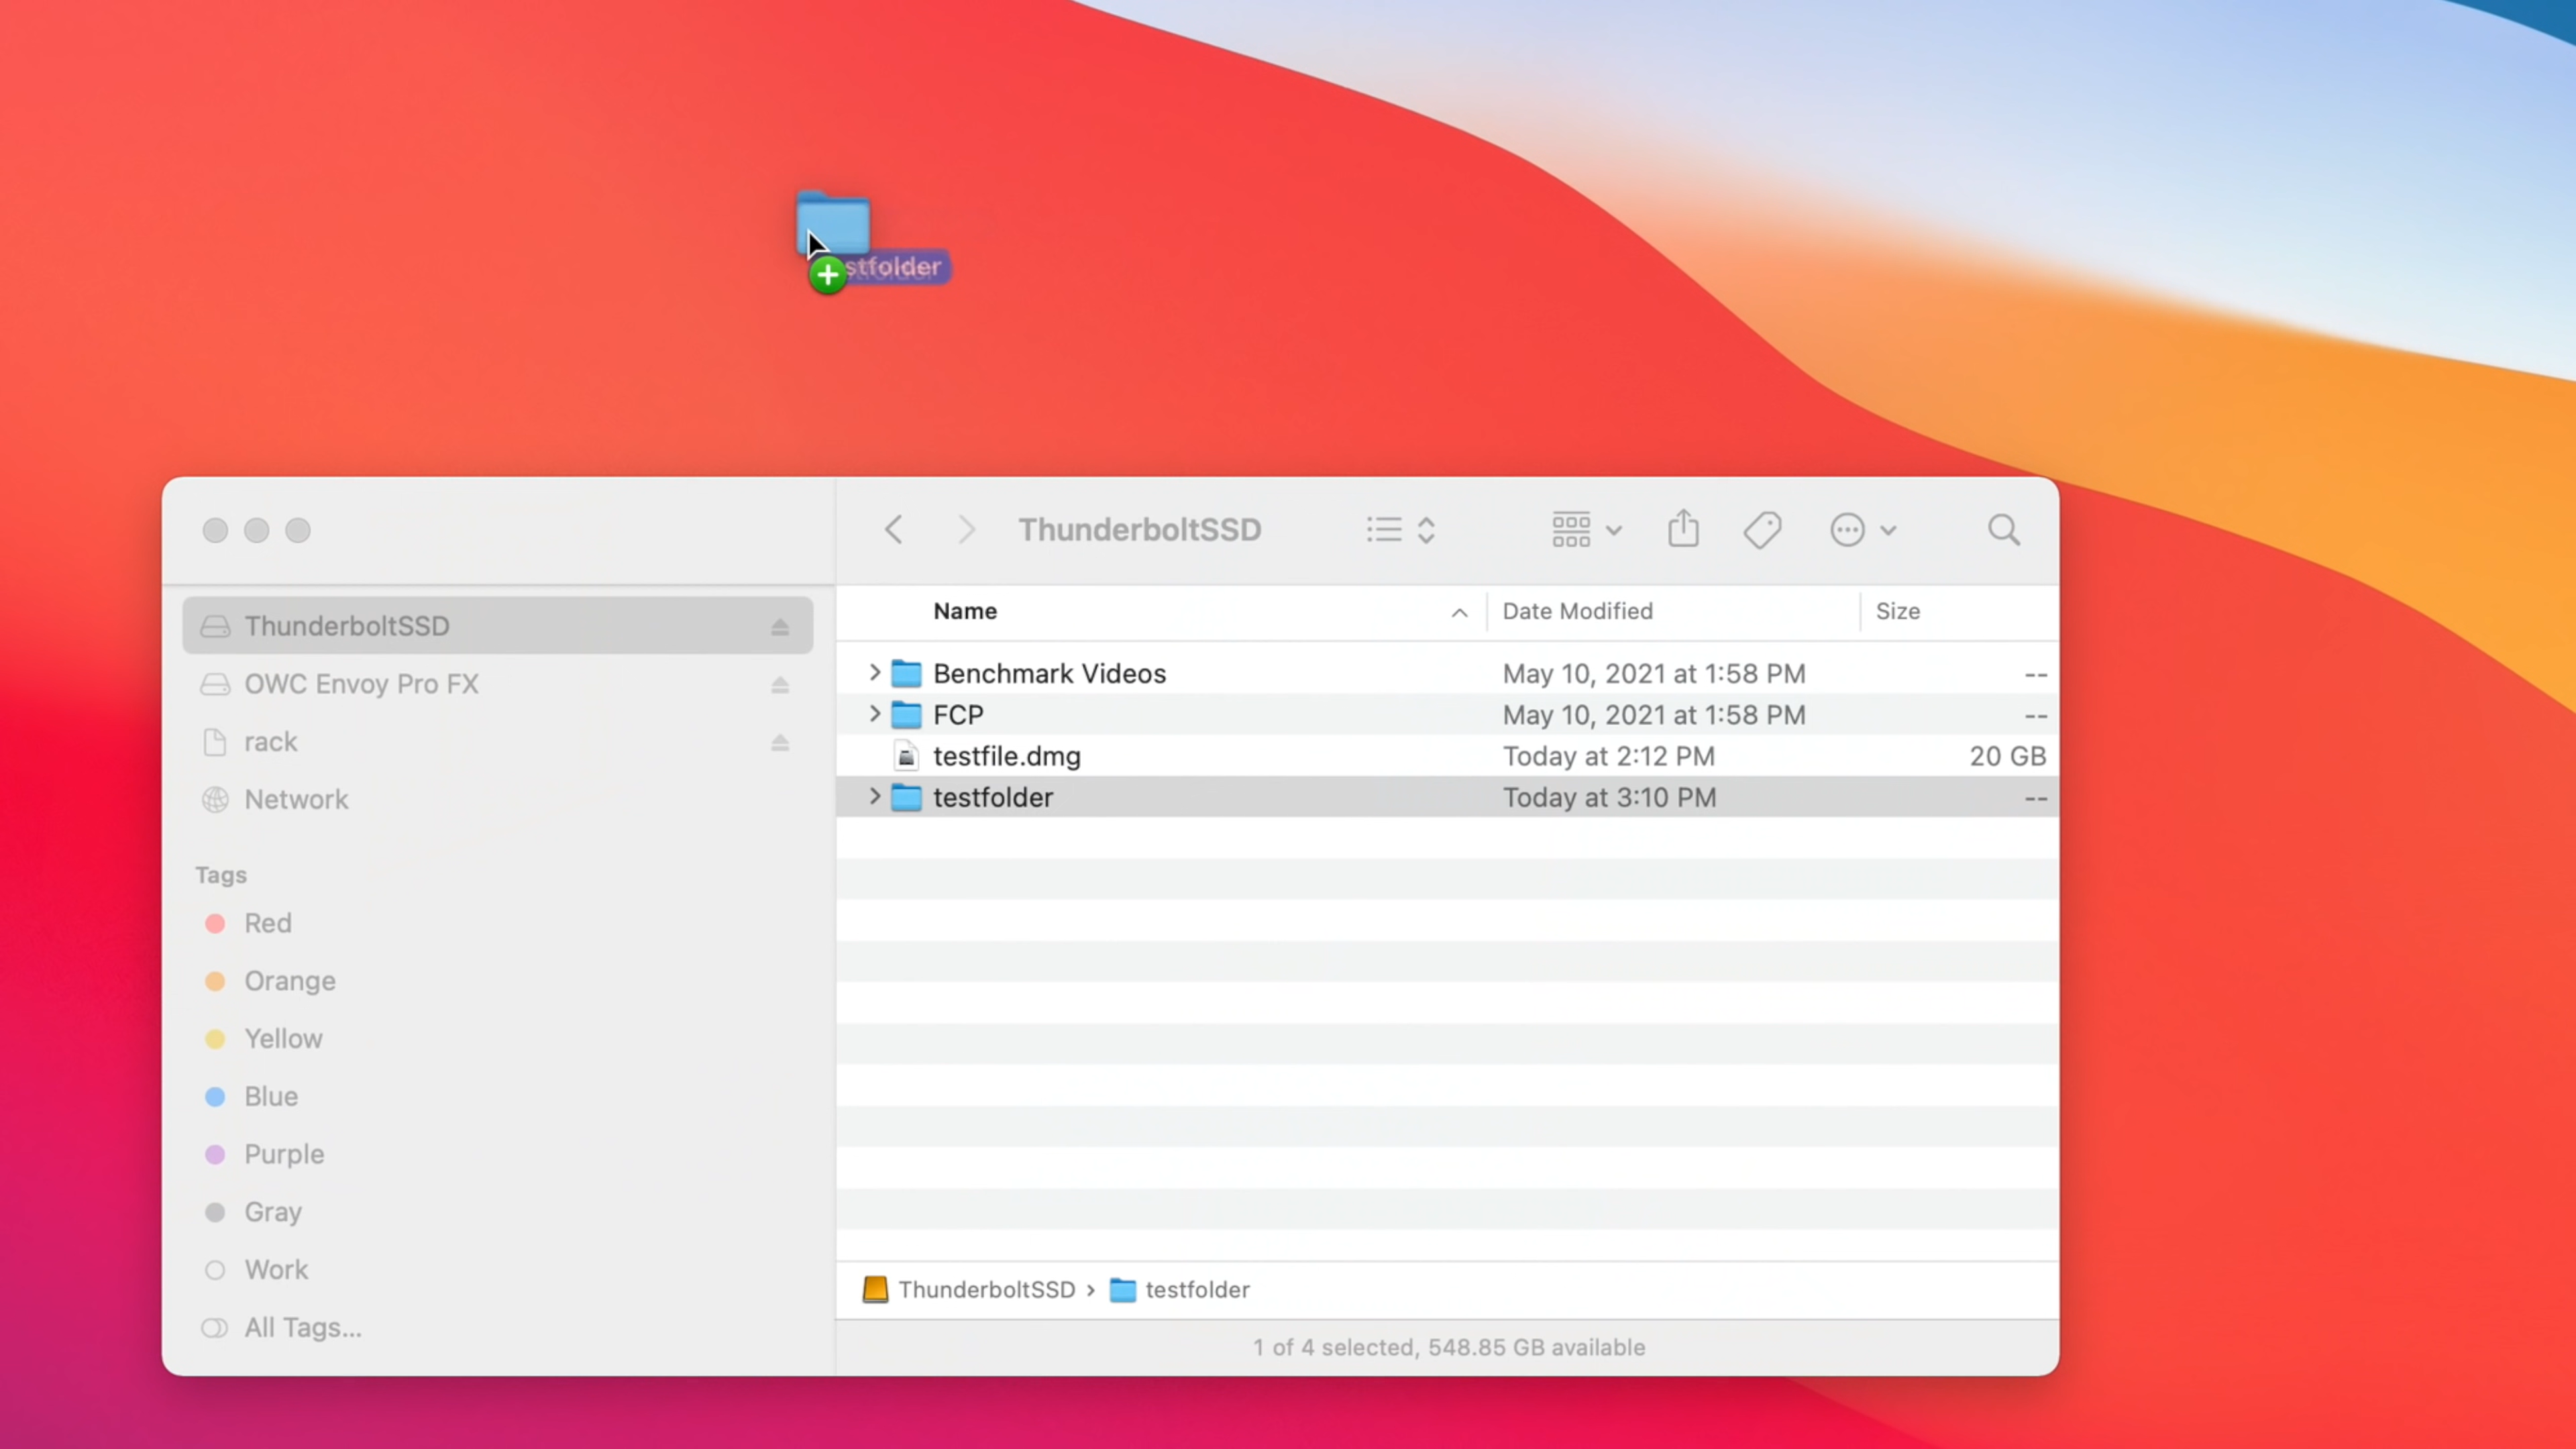 stfolder
ThunderboltSSD
Name Date Modified Size
ThunderboltSSD
OWC Envoy Pro FX
rack
Network
Tags
Red
Orange
Yellow
Blue
Purple
Gray
Work
All Tags...
Benchmark Videos May 10, 2021 at 1:58 PM --
FCP May 10, 2021 at 1:58 PM --
testfile.dmg Today at 2:12 PM 20 GB
testfolder Today at 3:10 PM --
ThunderboltSSD › testfolder
1 of 4 selected, 548.85 GB available